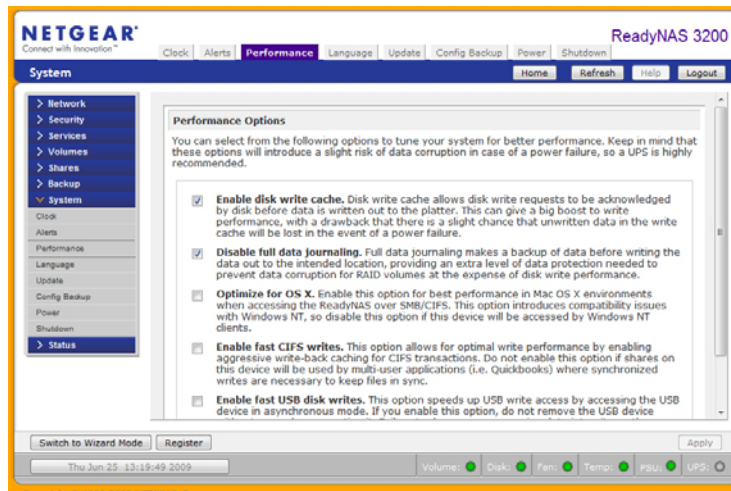 NETGEAR®
Connect with Innovation™
ReadyNAS 3200
Clock Alerts Performance Language Update Config Backup Power Shutdown
System
Home Refresh Help Logout
> Network
> Security
> Services
> Volumes
> Shares
> Backup
System
Clock
Alerts
Performance
Language
Update
Config Backup
Power
Shutdown
> Status
Performance Options
You can select from the following options to tune your system for better performance. Keep in mind that
these options will introduce a slight risk of data corruption in case of a power failure, so a UPS is highly
recommended.
Enable disk write cache. Disk write cache allows disk write requests to be acknowledged
by disk before data is written out to the platter. This can give a big boost to write
performance, with a drawback that there is a slight chance that unwritten data in the write
cache will be lost in the event of a power failure.
Disable full data journaling. Full data journaling makes a backup of data before writing the
data out to the intended location, providing an extra level of data protection needed to
prevent data corruption for RAID volumes at the expense of disk write performance.
Optimize for OS X. Enable this option for best performance in Mac OS X environments
when accessing the ReadyNAS over SMB/CIFS. This option introduces compatibility issues
with Windows NT, so disable this option if this device will be accessed by Windows NT
clients.
Enable fast CIFS writes. This option allows for optimal write performance by enabling
aggressive write-back caching for CIFS transactions. Do not enable this option if shares on
this device will be used by multi-user applications (i.e. Quickbooks) where synchronized
writes are necessary to keep files in sync.
Enable fast USB disk writes. This option speeds up USB write access by accessing the USB
device in asynchronous mode. If you enable this option, do not remove the USB device
Switch to Wizard Mode Register Apply
Thu Jun 25 13:19:49 2009 Volume: Disk: Fan: Temp: PSU: UPS: